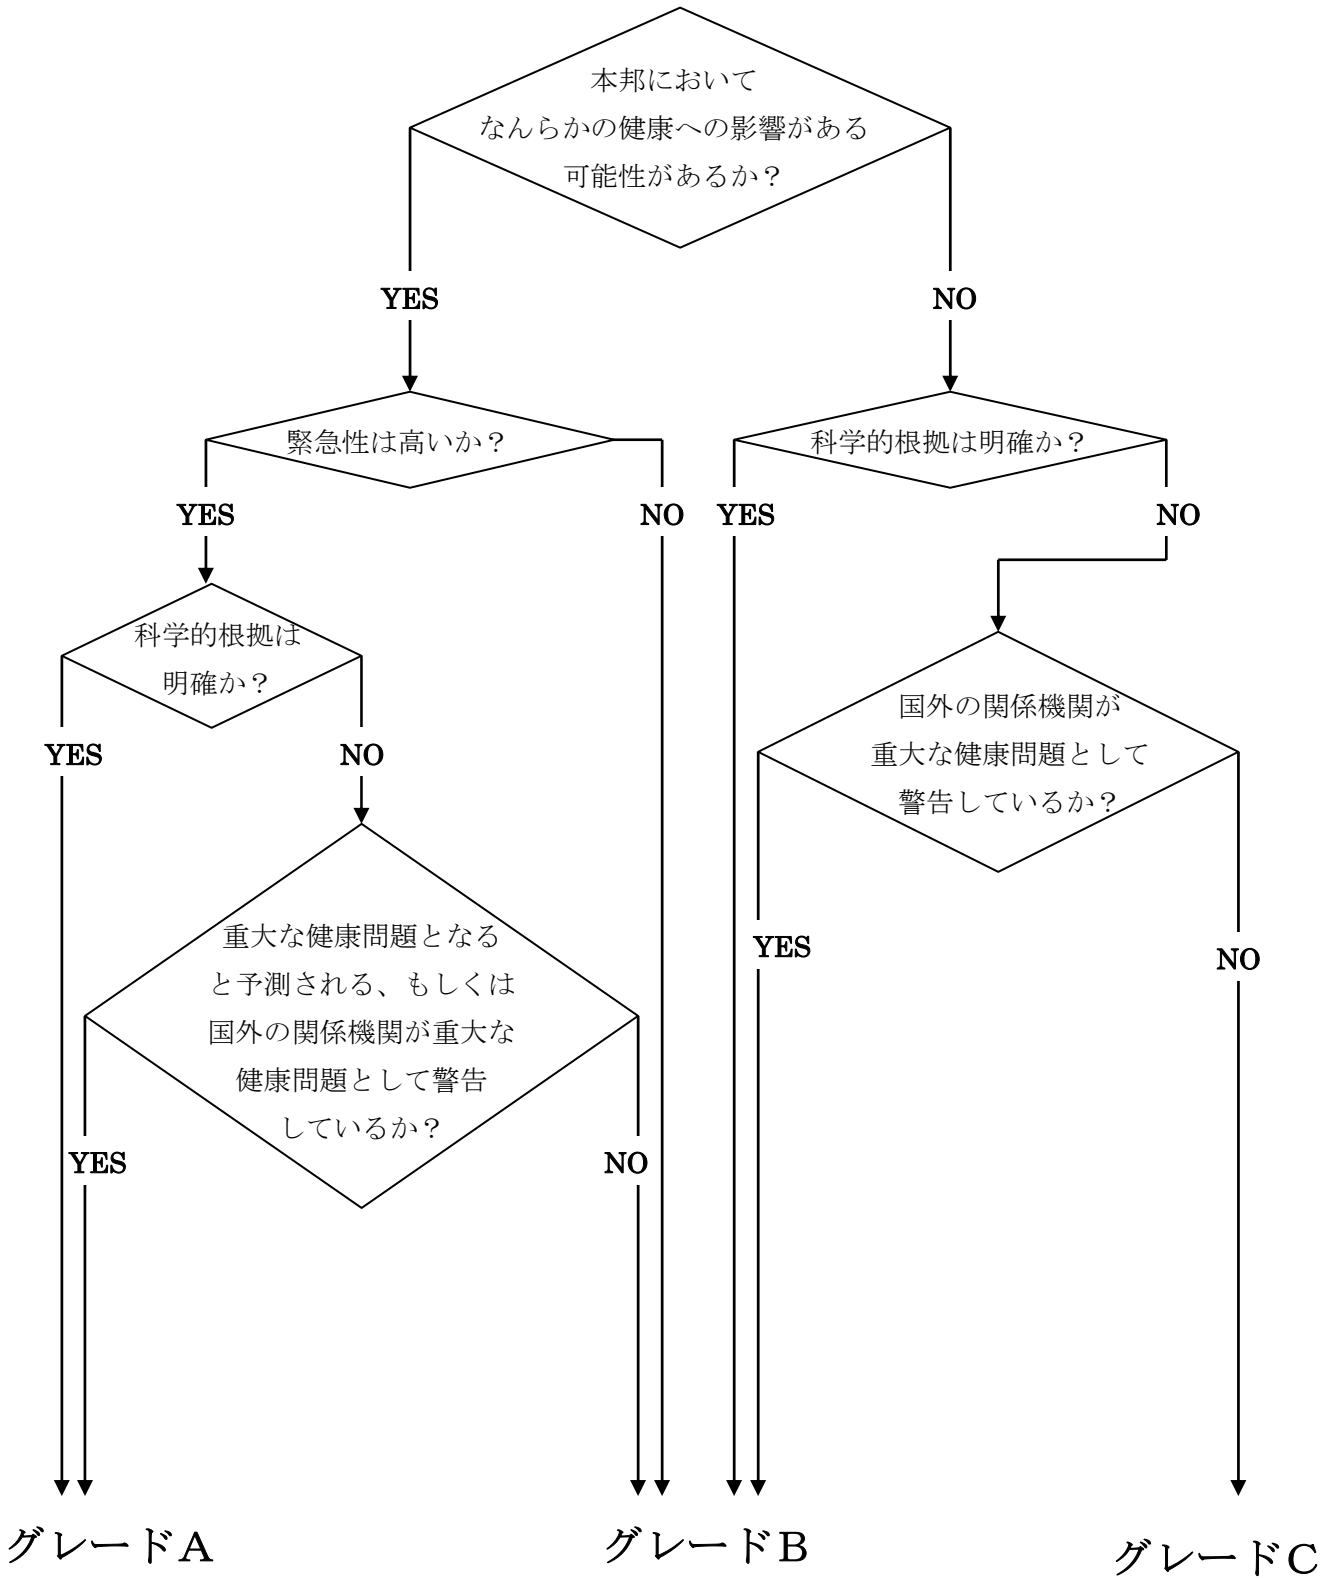 本邦において
なんらかの健康への影響がある
可能性があるか？
YES
NO
緊急性は高いか？
科学的根拠は明確か？
YES
NO
YES
NO
科学的根拠は
明確か？
国外の関係機関が
重大な健康問題として
警告しているか？
YES
NO
重大な健康問題となる
と予測される、もしくは
国外の関係機関が重大な
健康問題として警告
しているか？
YES
NO
YES
NO
グレードA
グレードB
グレードC